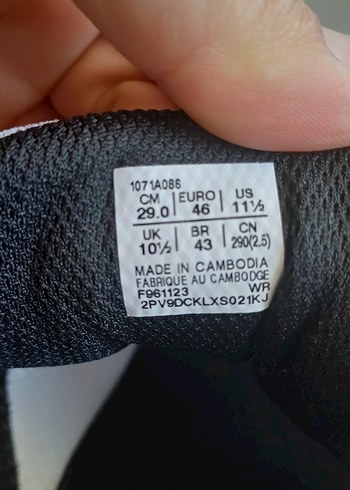 1071A086
CM EURO US
29.0 46 11½
UK BR CN
10½ 43 290(2.5)
MADE IN CAMBODIA
FABRIQUE AU CAMBODGE
F961123 WR
2PV9DCKLXS021KJ